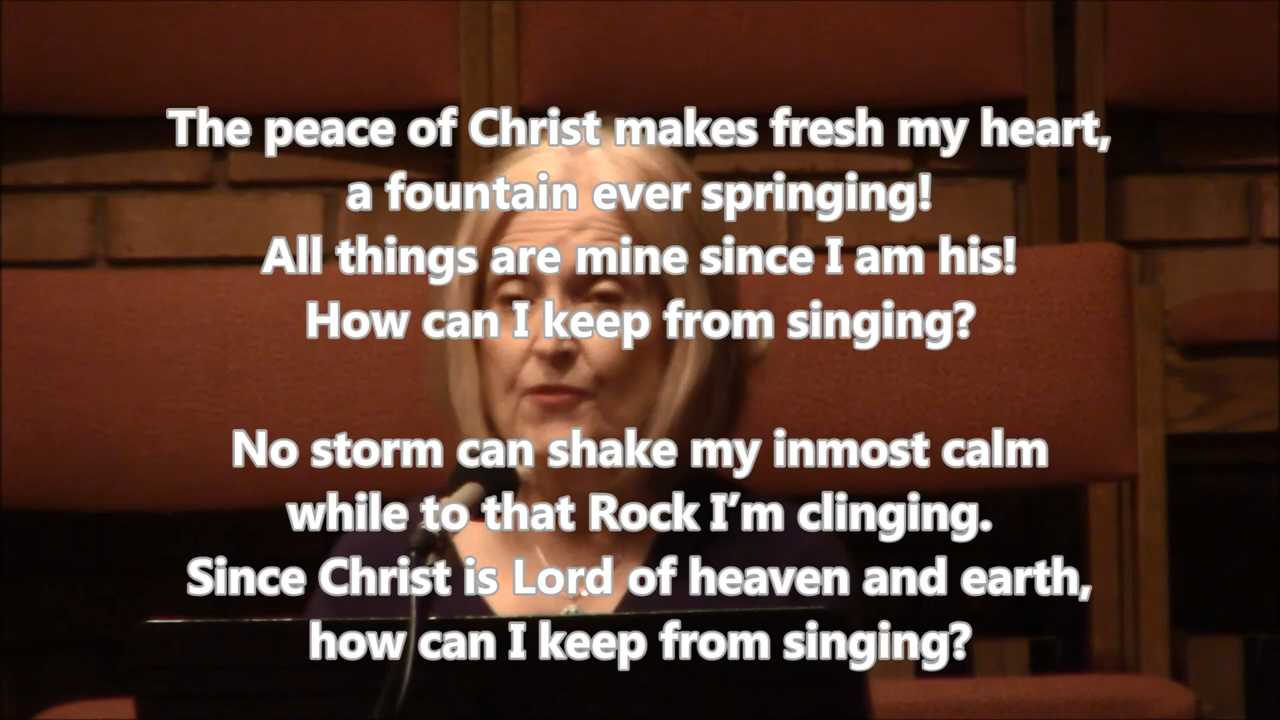 The peace of Christ makes fresh my heart,
a fountain ever springing!
All things are mine since I am his!
How can I keep from singing?
No storm can shake my inmost calm
while to that Rock I’m clinging.
Since Christ is Lord of heaven and earth,
how can I keep from singing?